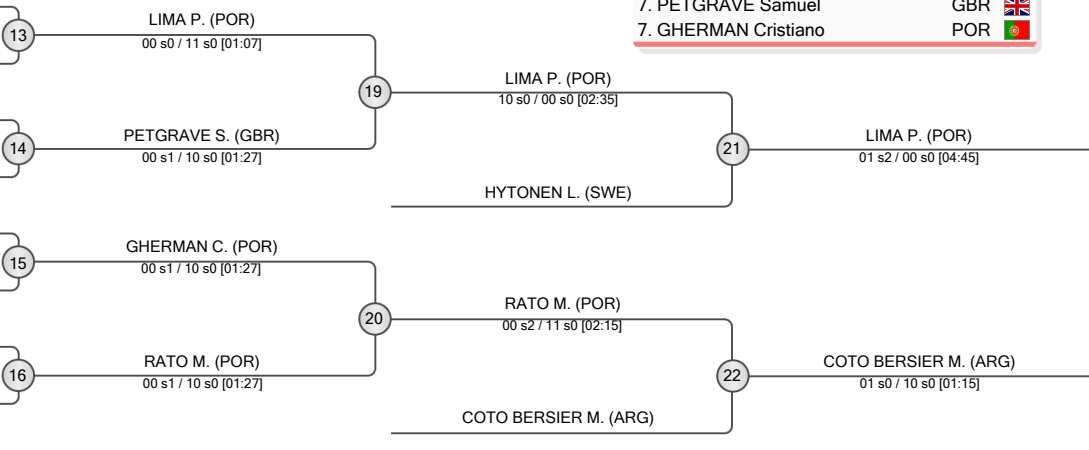 7. PETGRAVE Samuel GBR
7. GHERMAN Cristiano POR
LIMA P. (POR)
13
00 s0 / 11 s0 [01:07]
LIMA P. (POR)
19
10 s0 / 00 s0 [02:35]
PETGRAVE S. (GBR)
14
00 s1 / 10 s0 [01:27]
LIMA P. (POR)
21
01 s2 / 00 s0 [04:45]
HYTONEN L. (SWE)
GHERMAN C. (POR)
15
00 s1 / 10 s0 [01:27]
RATO M. (POR)
20
00 s2 / 11 s0 [02:15]
RATO M. (POR)
16
00 s1 / 10 s0 [01:27]
COTO BERSIER M. (ARG)
22
01 s0 / 10 s0 [01:15]
COTO BERSIER M. (ARG)